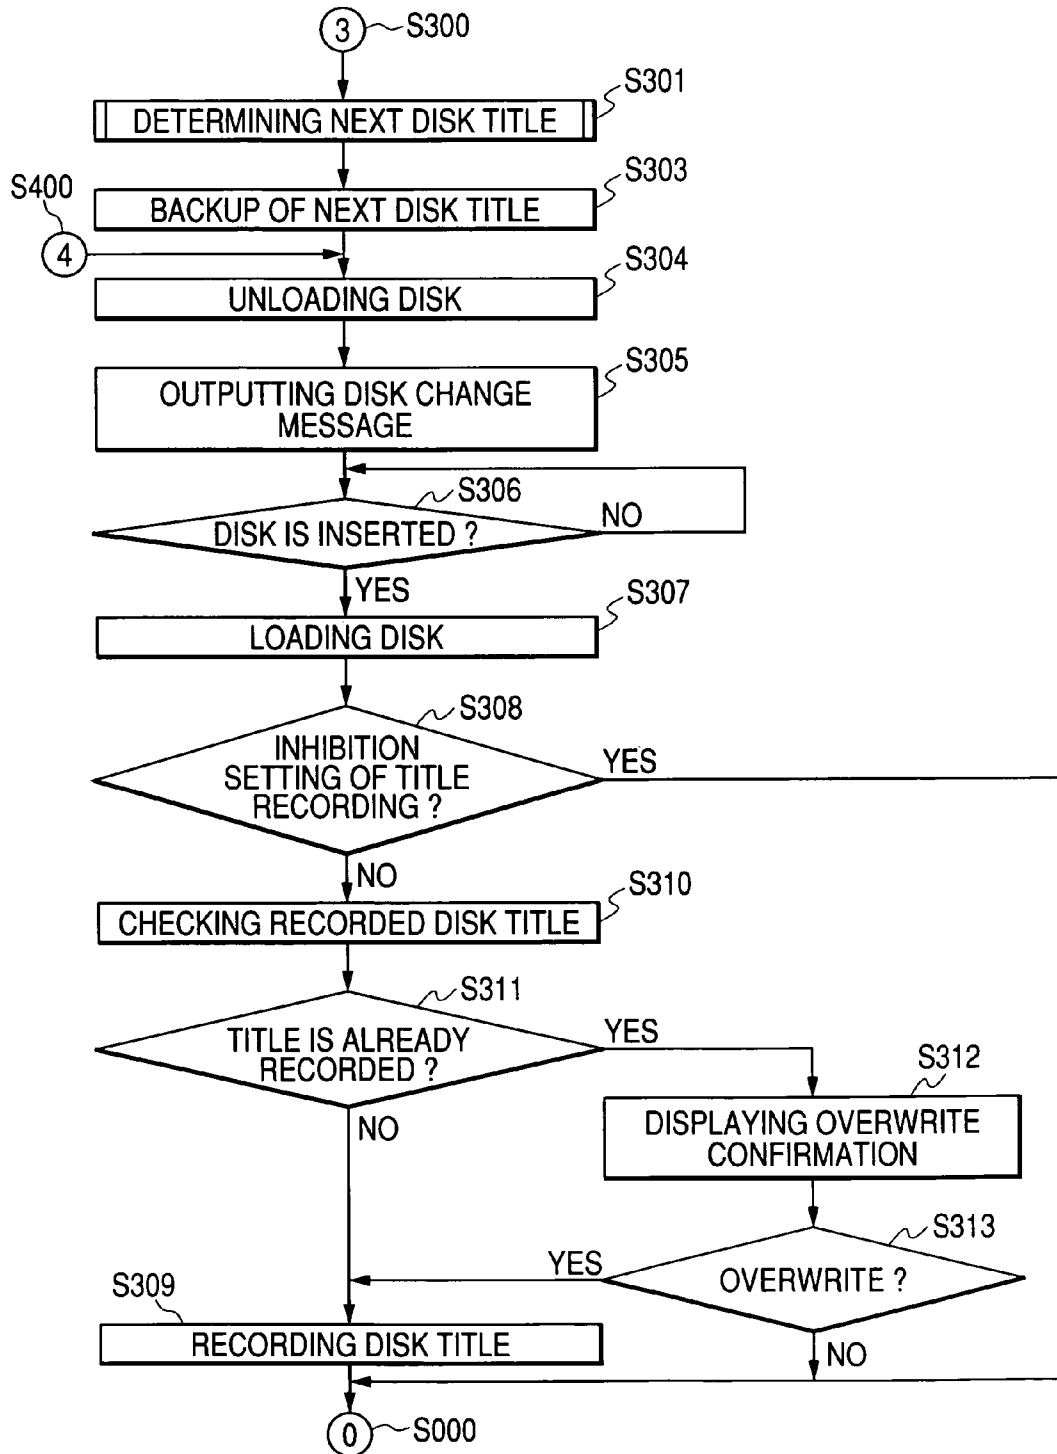 3 S300
S301
DETERMINING NEXT DISK TITLE
S303
BACKUP OF NEXT DISK TITLE
S400
4
S304
UNLOADING DISK
S305
OUTPUTTING DISK CHANGE
MESSAGE
S306
DISK IS INSERTED ?
NO
YES
S307
LOADING DISK
S308
INHIBITION
SETTING OF TITLE
RECORDING ?
YES
NO
S310
CHECKING RECORDED DISK TITLE
S311
TITLE IS ALREADY
RECORDED ?
YES
NO
S312
DISPLAYING OVERWRITE
CONFIRMATION
S313
OVERWRITE ?
YES
NO
S309
RECORDING DISK TITLE
0 S000